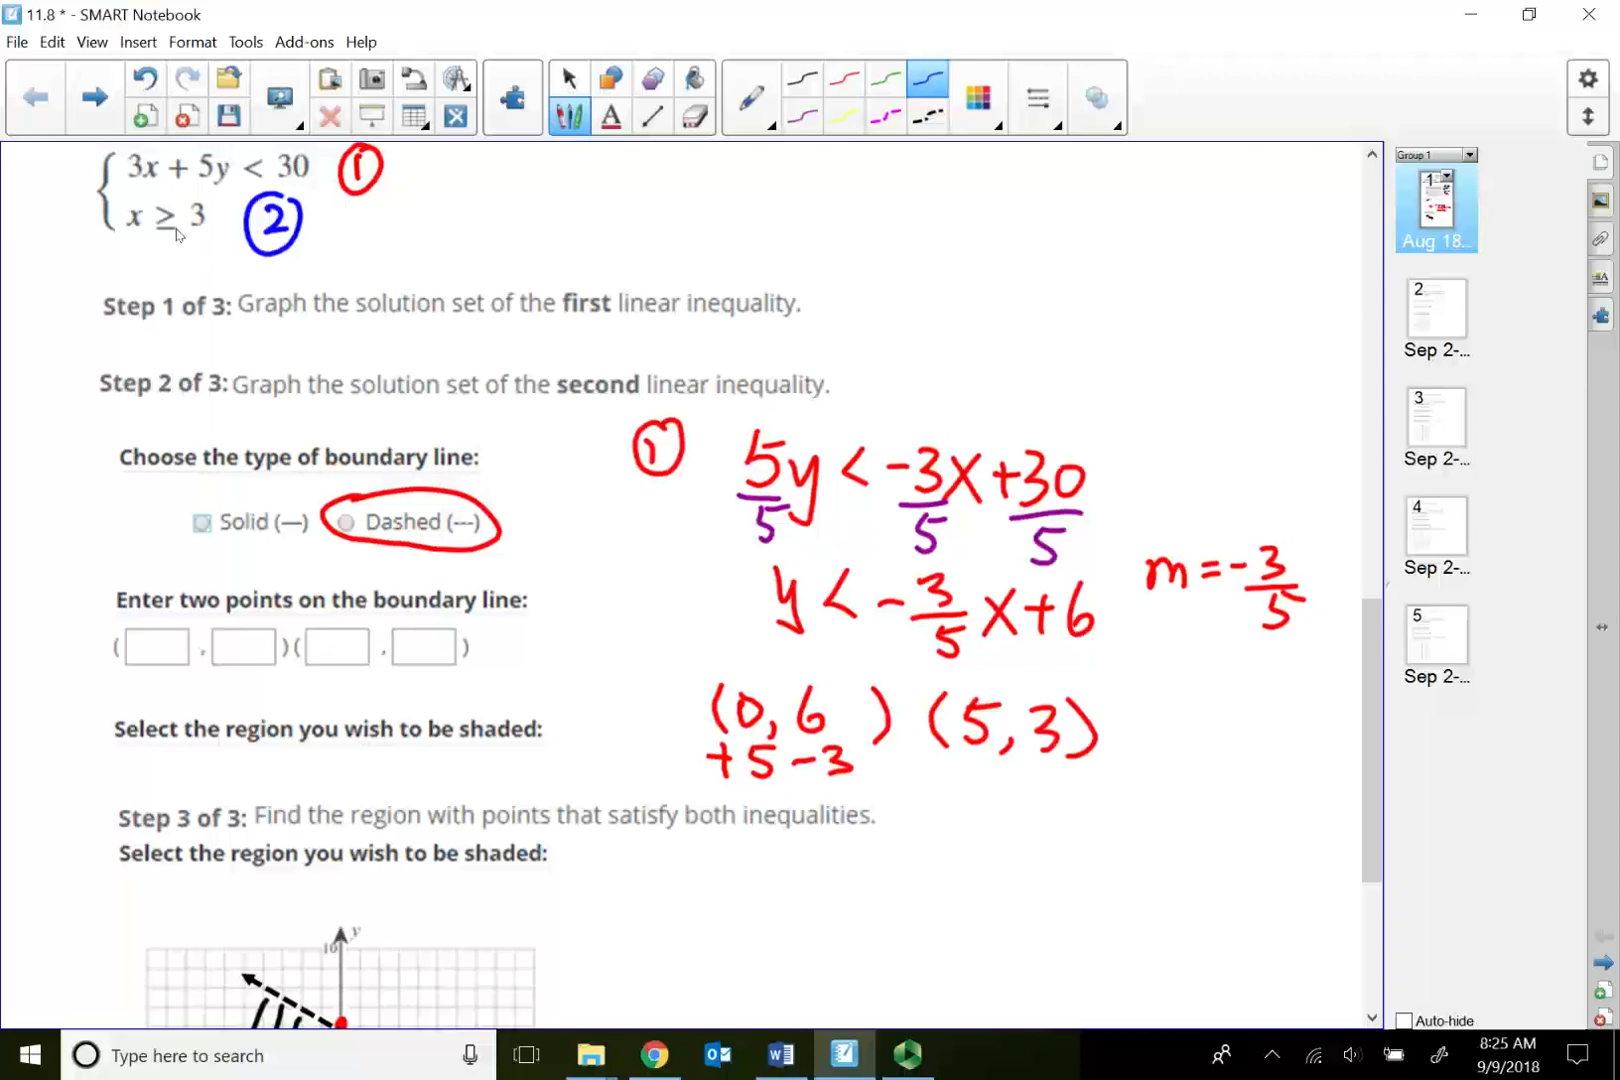 11.8 * - SMART Notebook
File Edit View Insert Format Tools Add-ons Help
3x + 5y < 30 ①
x ≥ 3 ②
Step 1 of 3: Graph the solution set of the first linear inequality.
Step 2 of 3: Graph the solution set of the second linear inequality.
Choose the type of boundary line:
Solid (—) Dashed (---)
Enter two points on the boundary line:
( , ) ( , )
Select the region you wish to be shaded:
Step 3 of 3: Find the region with points that satisfy both inequalities.
Select the region you wish to be shaded:
y
10
① 5y < -3x + 30
5 5 5
y < -3/5 x + 6
m = -3/5
(0, 6) (5, 3)
+5 -3
Group 1
1
Aug 18...
2
Sep 2-...
3
Sep 2-...
4
Sep 2-...
5
Sep 2-...
Auto-hide
Type here to search
8:25 AM
9/9/2018